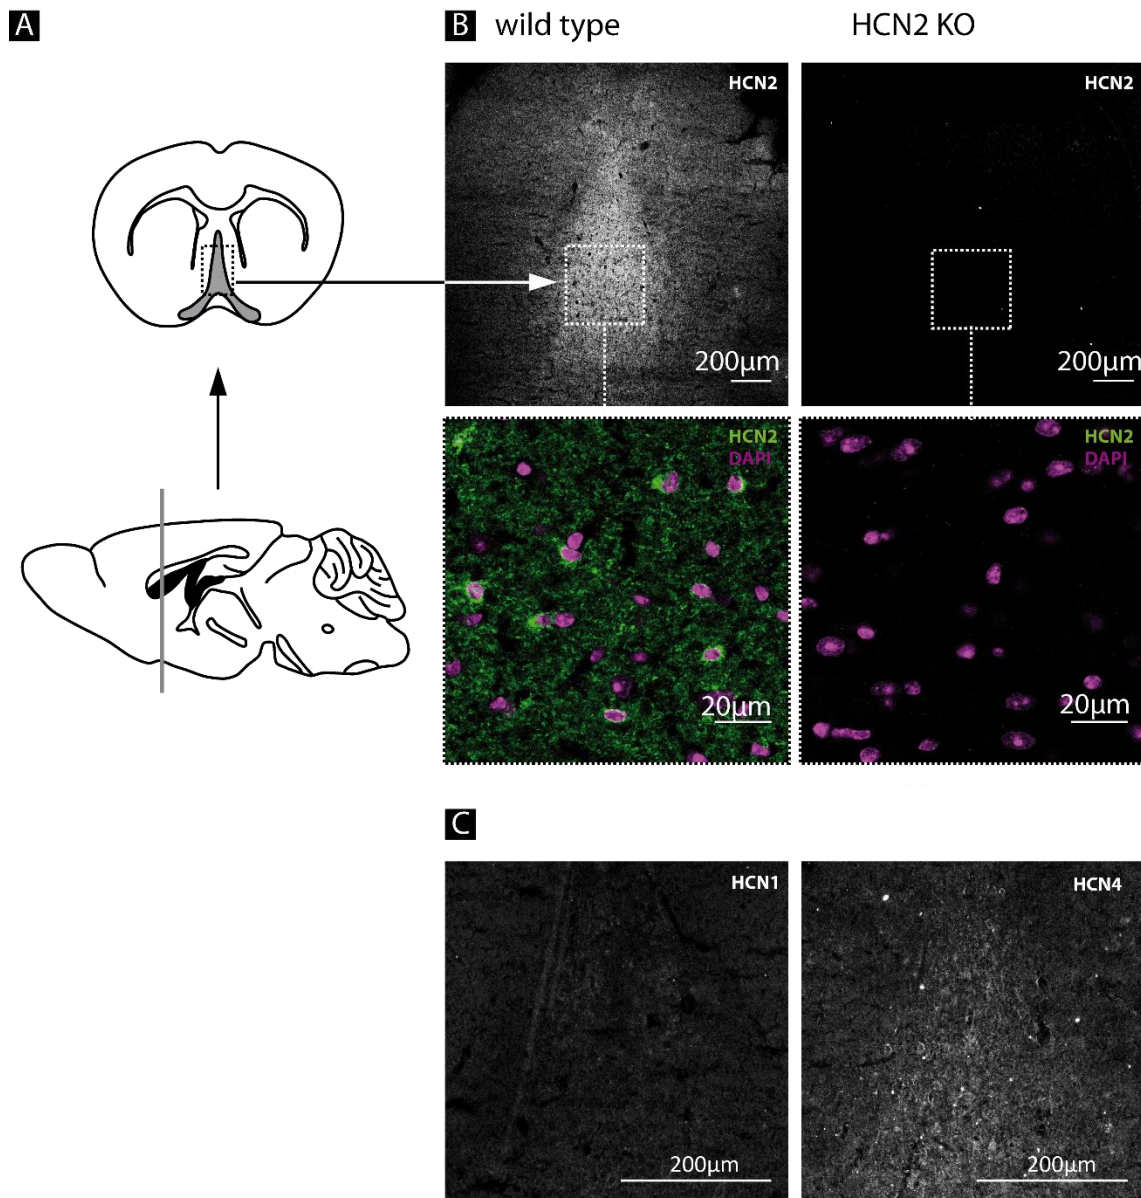 A
B wild type HCN2 KO
HCN2 HCN2
200µm 200µm
HCN2 HCN2
DAPI DAPI
20µm 20µm
C
HCN1 HCN4
200µm 200µm